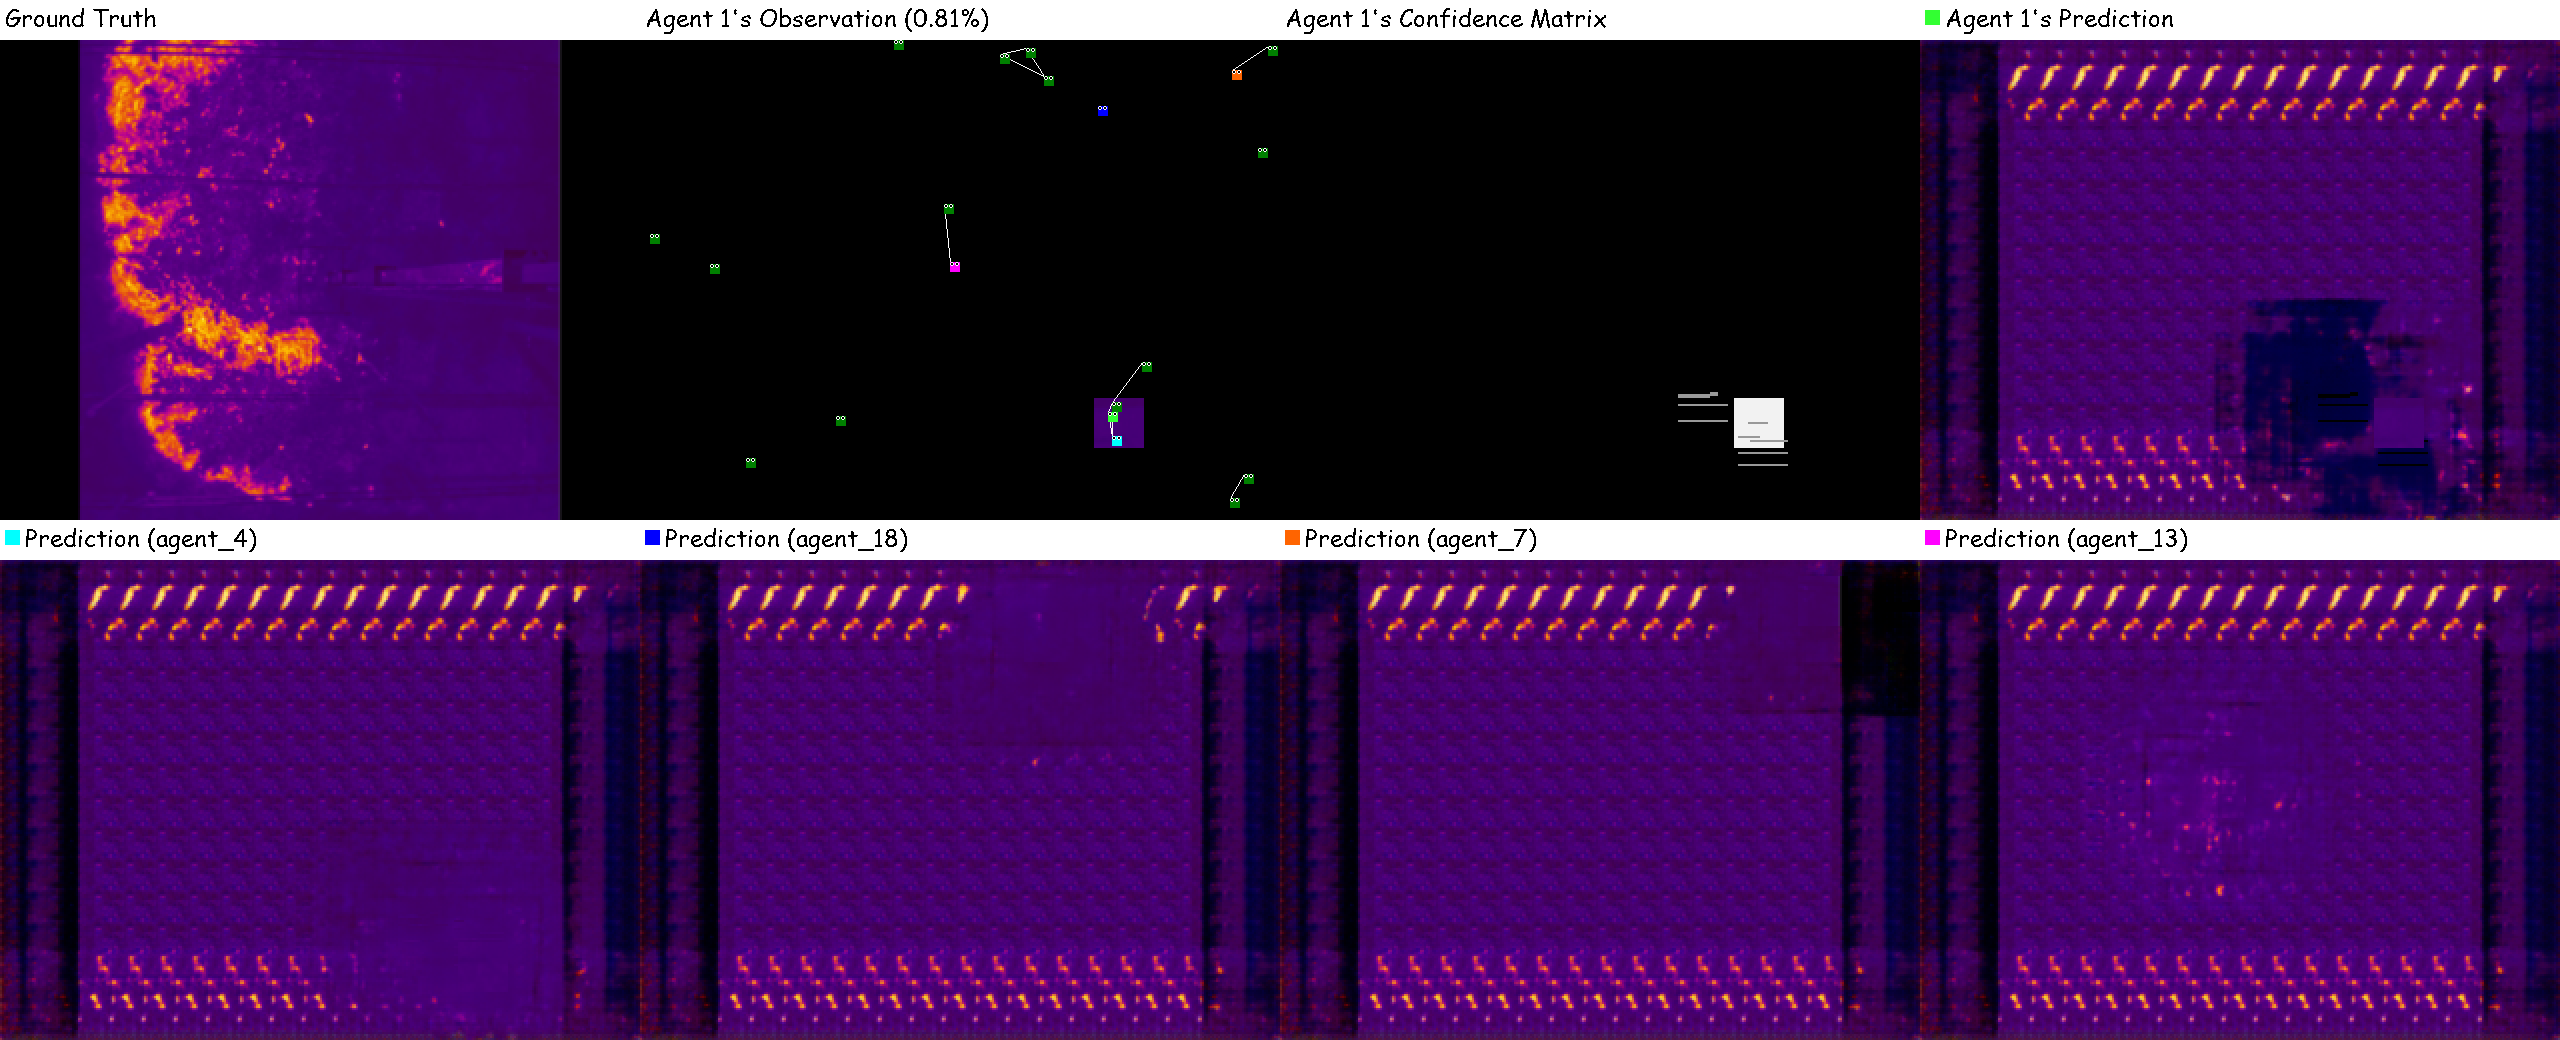 Ground Truth
Agent 1's Observation (0.81%)
Agent 1's Confidence Matrix
Agent 1's Prediction
Prediction (agent_4)
Prediction (agent_18)
Prediction (agent_7)
Prediction (agent_13)